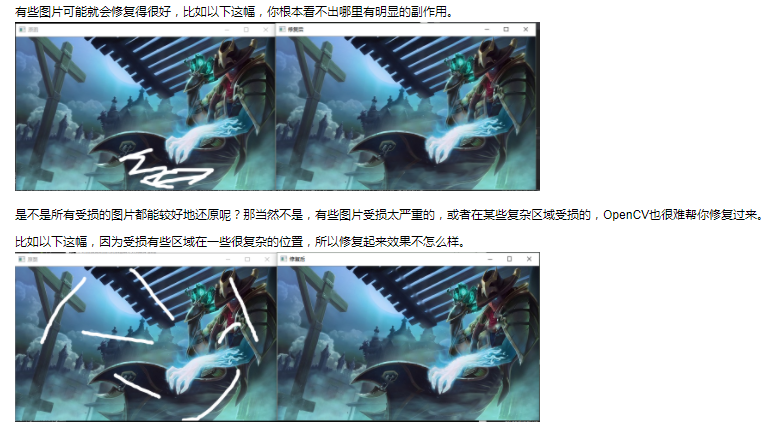 有些图片可能就会修复得很好，比如以下这幅，你根本看不出哪里有明显的副作用。
是不是所有受损的图片都能较好地还原呢？那当然不是，有些图片受损太严重的，或者在某些复杂区域受损的，OpenCV也很难帮你修复过来。
比如以下这幅，因为受损有些区域在一些很复杂的位置，所以修复起来效果不怎么样。